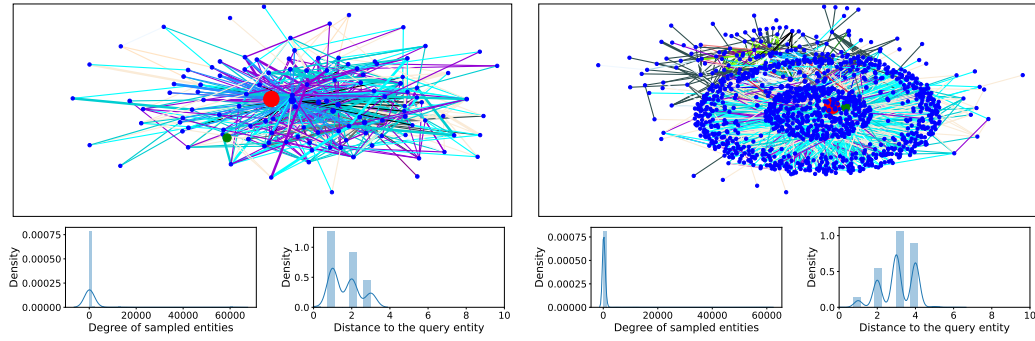 0.00075
0.00050
0.00025
0.00000
Density
0 20000 40000 60000
Degree of sampled entities
1.0
0.5
0.0
Density
0 2 4 6 8 10
Distance to the query entity
0.00075
0.00050
0.00025
0.00000
Density
0 20000 40000 60000
Degree of sampled entities
1.0
0.5
0.0
Density
0 2 4 6 8 10
Distance to the query entity